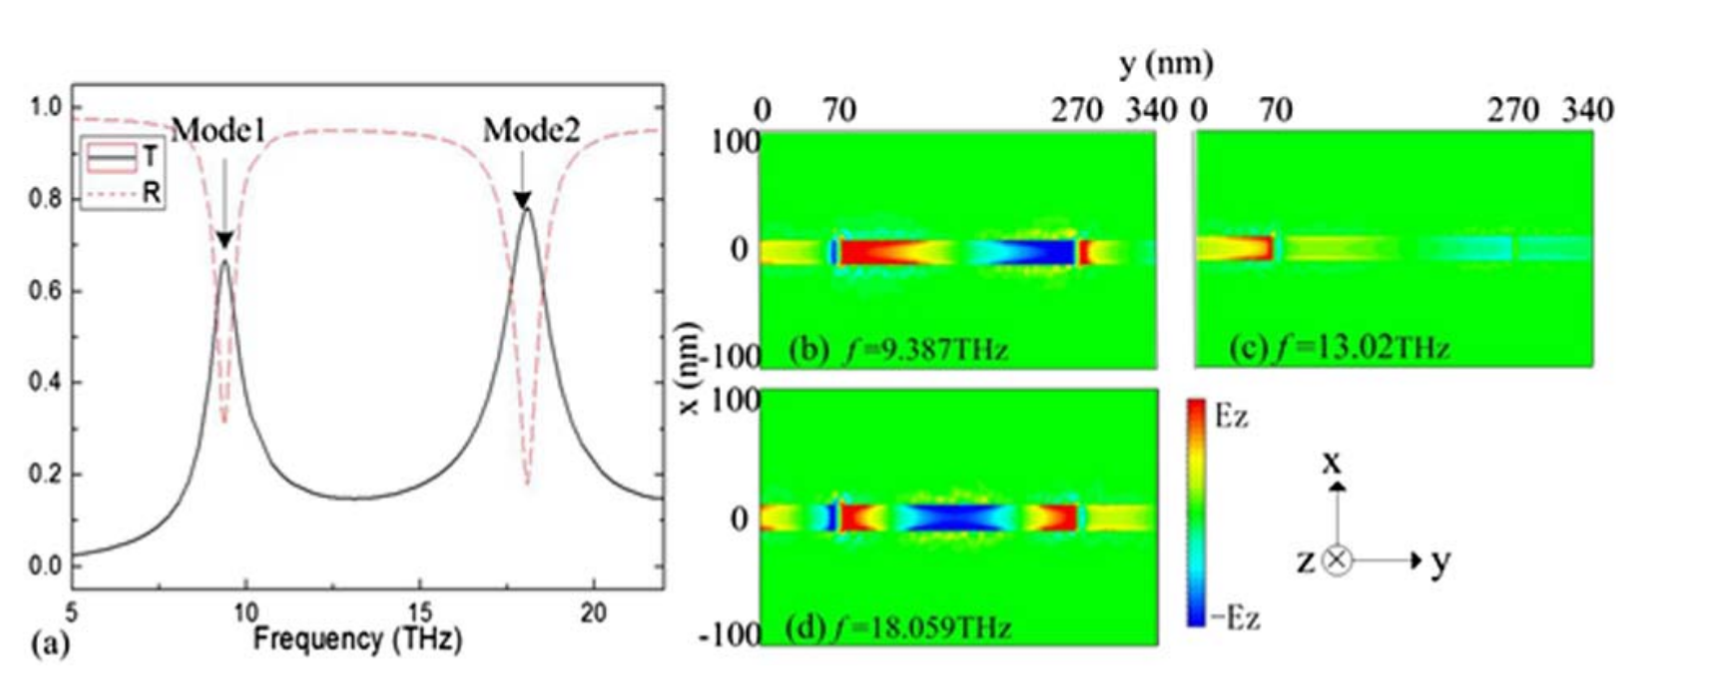 1.0
0.8
0.6
0.4
0.2
0.0
5 10 15 20
Frequency (THz)
(a)
Mode1
Mode2
T
R
y (nm)
0 70 270 340
0 70 270 340
x (nm)
100
0
-100
(b) f=9.387THz
(c) f=13.02THz
100
0
-100
(d) f=18.059THz
Ez
-Ez
x
z
y